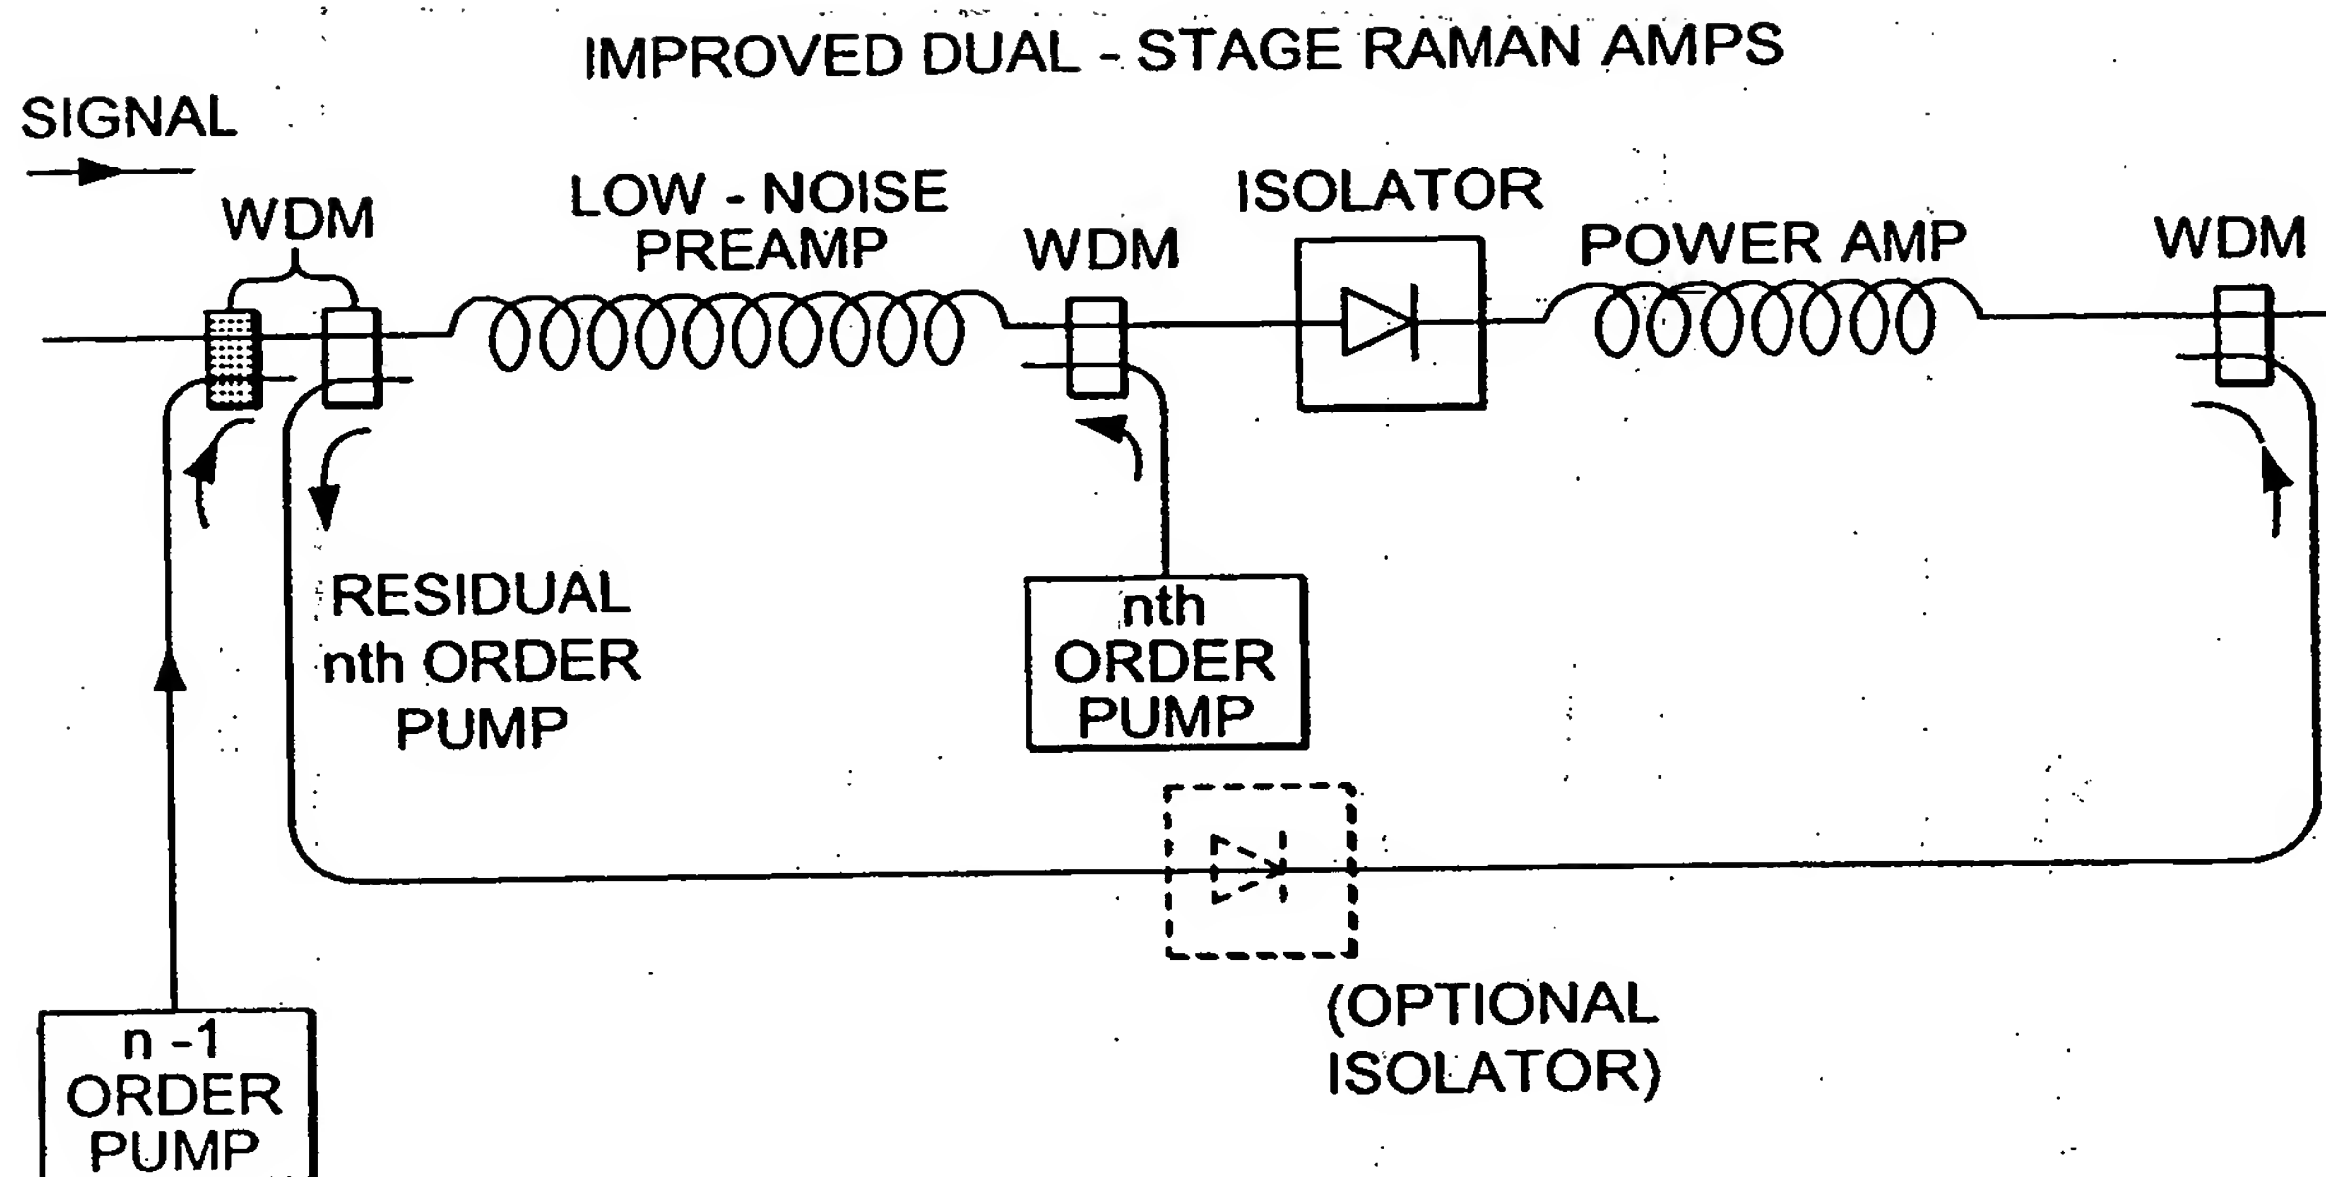 IMPROVED DUAL - STAGE RAMAN AMPS
SIGNAL
WDM
LOW - NOISE
PREAMP
WDM
ISOLATOR
POWER AMP
WDM
RESIDUAL
nth ORDER
PUMP
nth
ORDER
PUMP
(OPTIONAL
ISOLATOR)
n -1
ORDER
PUMP